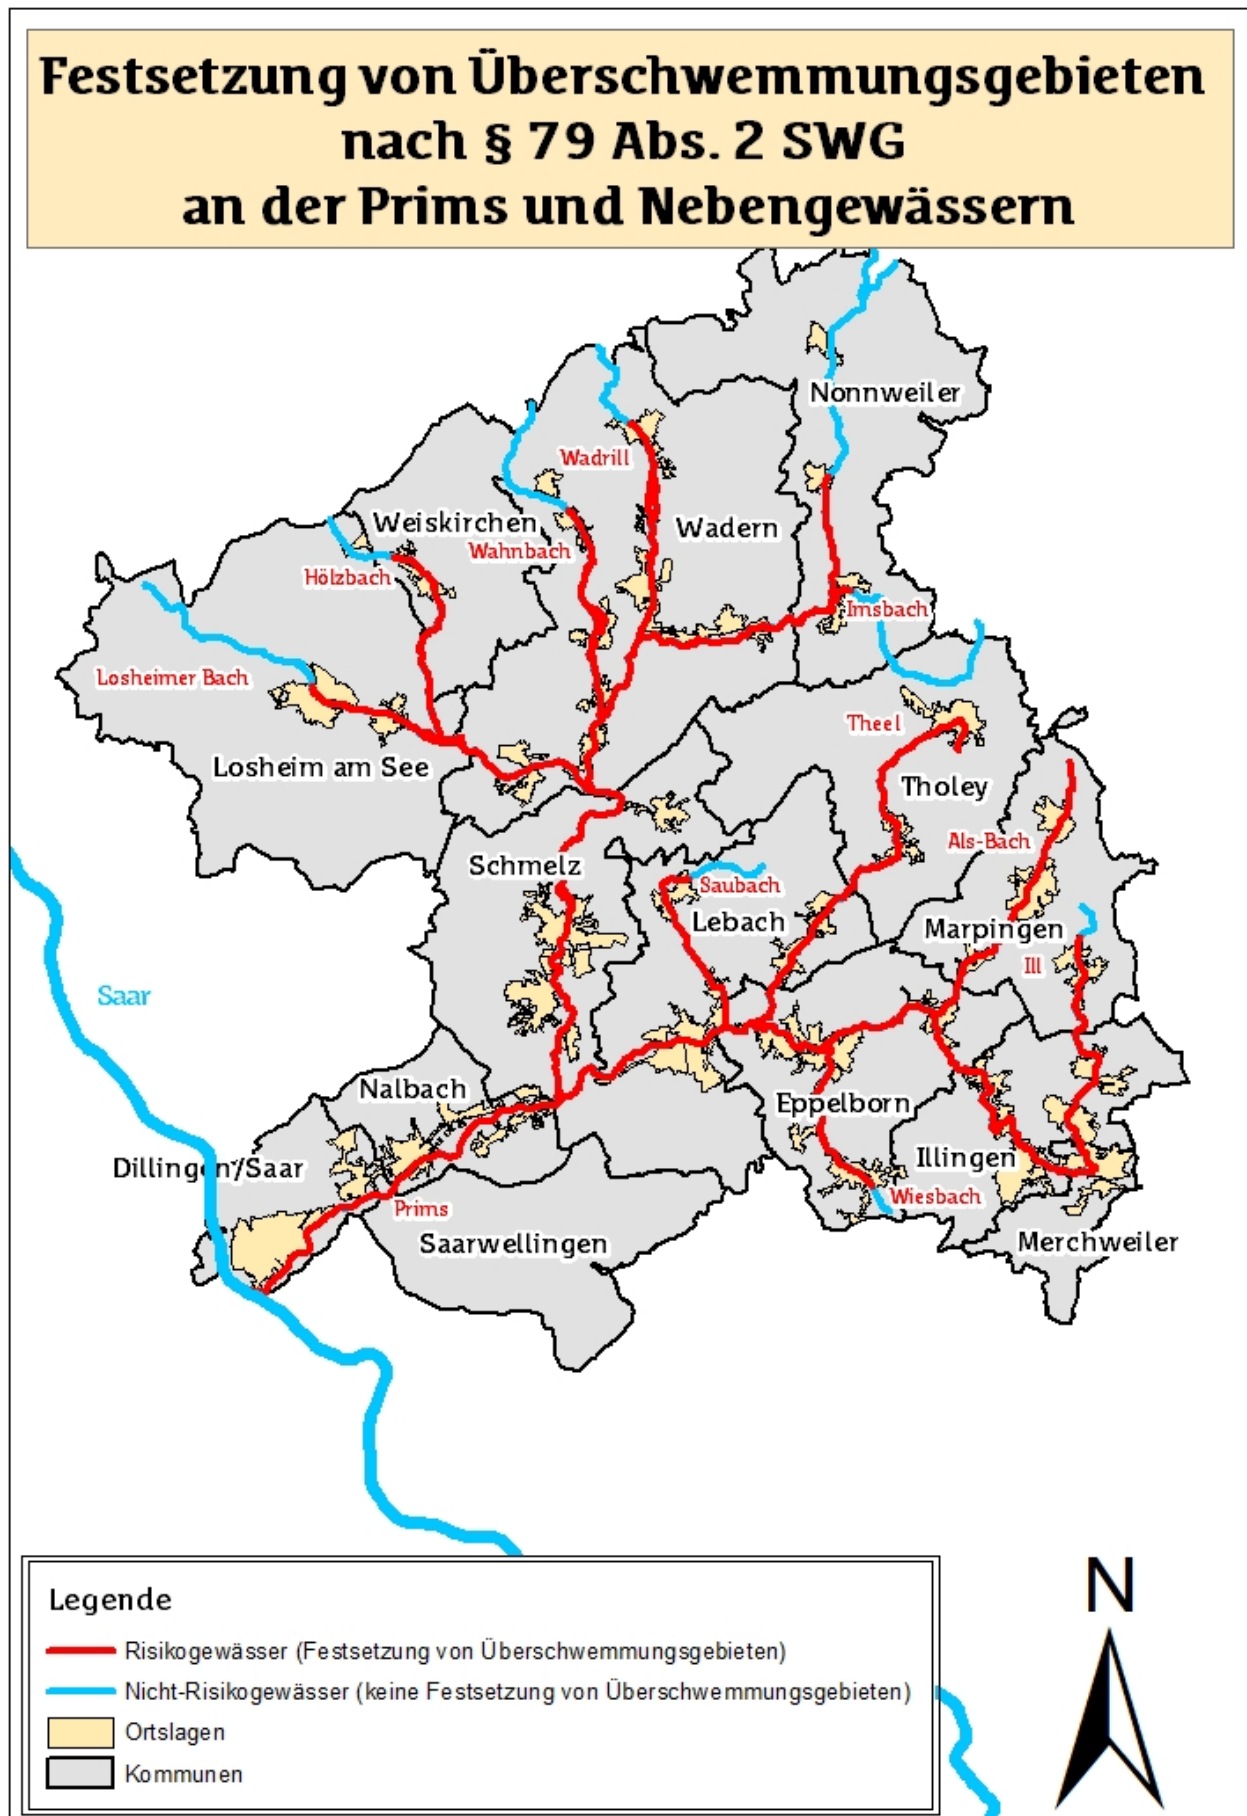 Festsetzung von Überschwemmungsgebieten
nach § 79 Abs. 2 SWG
an der Prims und Nebengewässern
Nonnweiler
Wadrill
Weiskirchen
Wadern
Wahnbach
Hölzbach
Imsbach
Losheimer Bach
Theel
Losheim am See
Tholey
Als-Bach
Schmelz
Saubach
Lebach
Marpingen
Ill
Saar
Nalbach
Eppelborn
Dillingen/Saar
Illingen
Wiesbach
Prims
Saarwellingen
Merchweiler
N
Legende
Risikogewässer (Festsetzung von Überschwemmungsgebieten)
Nicht-Risikogewässer (keine Festsetzung von Überschwemmungsgebieten)
Ortslagen
Kommunen